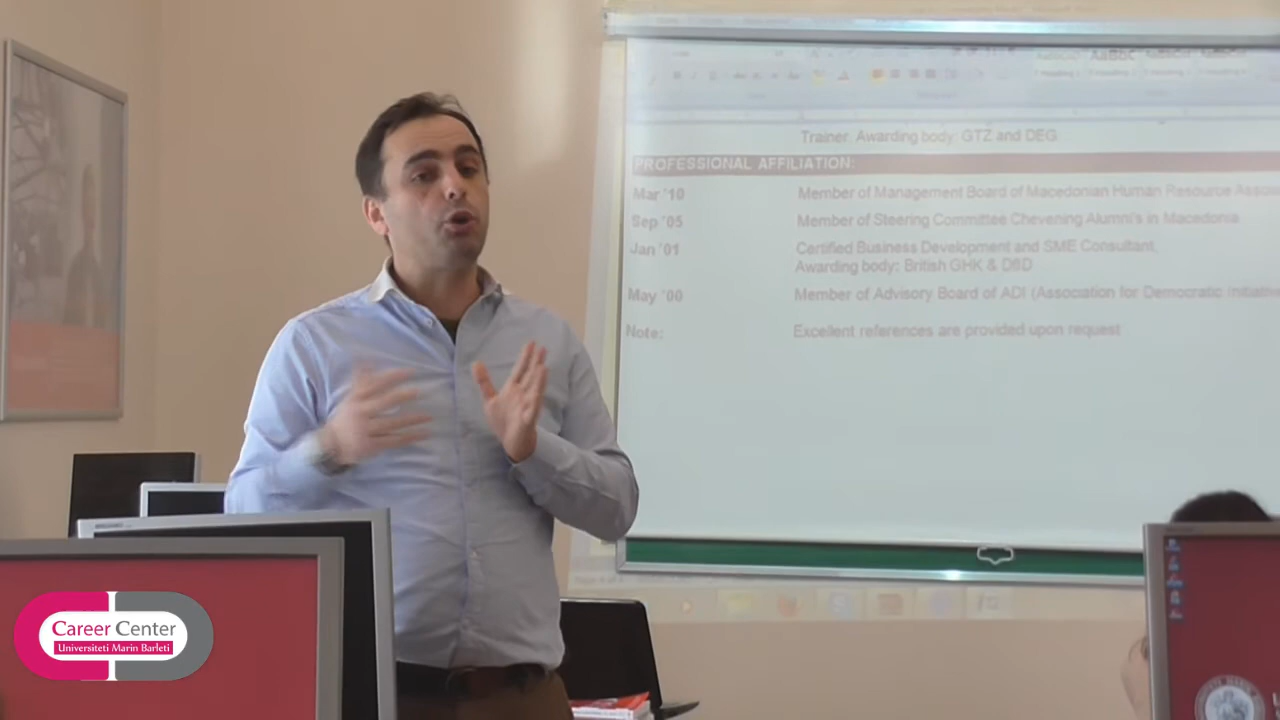 Trainer. Awarding body: GTZ and DEG.
PROFESSIONAL AFFILIATION:
Mar '10 Member of Management Board of Macedonian Human Resource
Sep '05 Member of Steering Committee Chevening Alumni's in Macedonia
Jan '01 Certified Business Development and SME Consultant,
Awarding body: British GHK &
May '00 Member of Advisory Board of ADI (Association for Democratic
Note: Excellent references are provided upon request
Career Center
Universiteti Marin Barleti